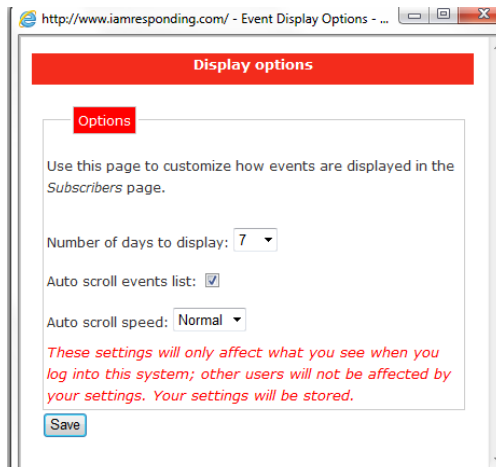 http://www.iamresponding.com/ - Event Display Options - ...
Display options
Options
Use this page to customize how events are displayed in the
Subscribers page.
Number of days to display: 7
Auto scroll events list:
Auto scroll speed: Normal
These settings will only affect what you see when you
log into this system; other users will not be affected by
your settings. Your settings will be stored.
Save